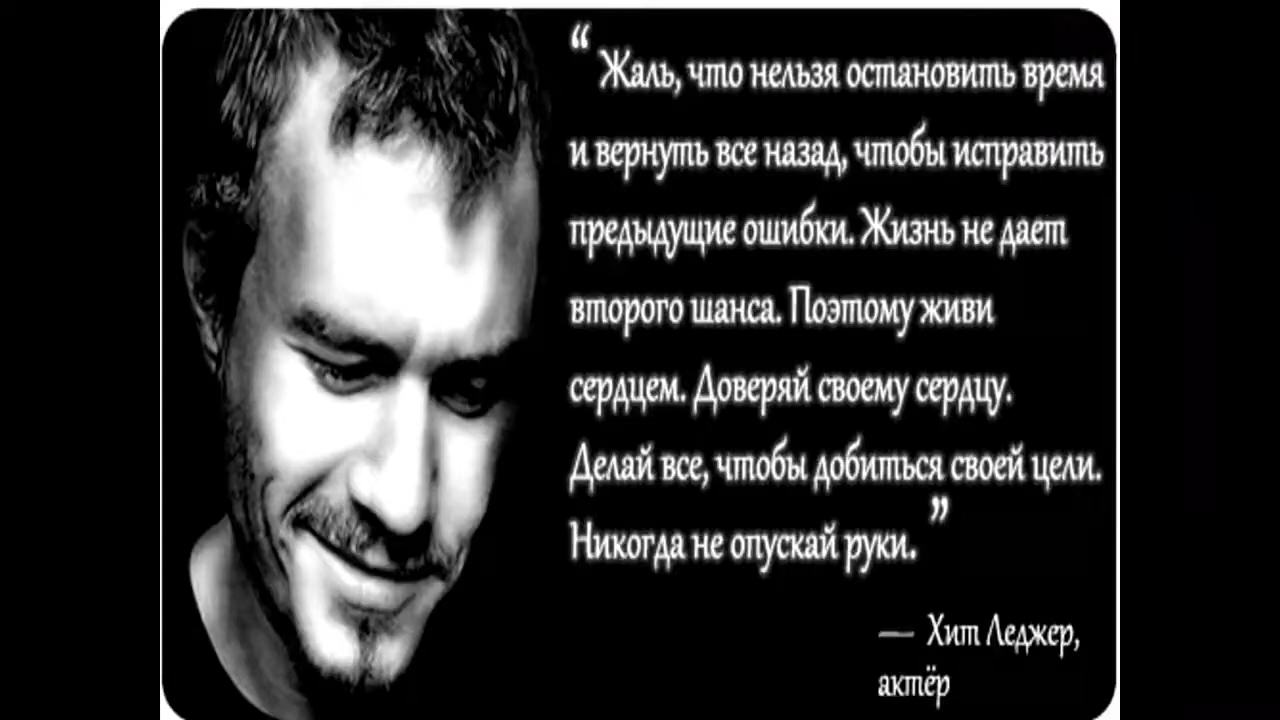 “ Жаль, что нельзя остановить время
и вернуть все назад, чтобы исправить
предыдущие ошибки. Жизнь не дает
второго шанса. Поэтому живи
сердцем. Доверяй своему сердцу.
Делай все, чтобы добиться своей цели.
Никогда не опускай руки. ”
— Хит Леджер,
актёр